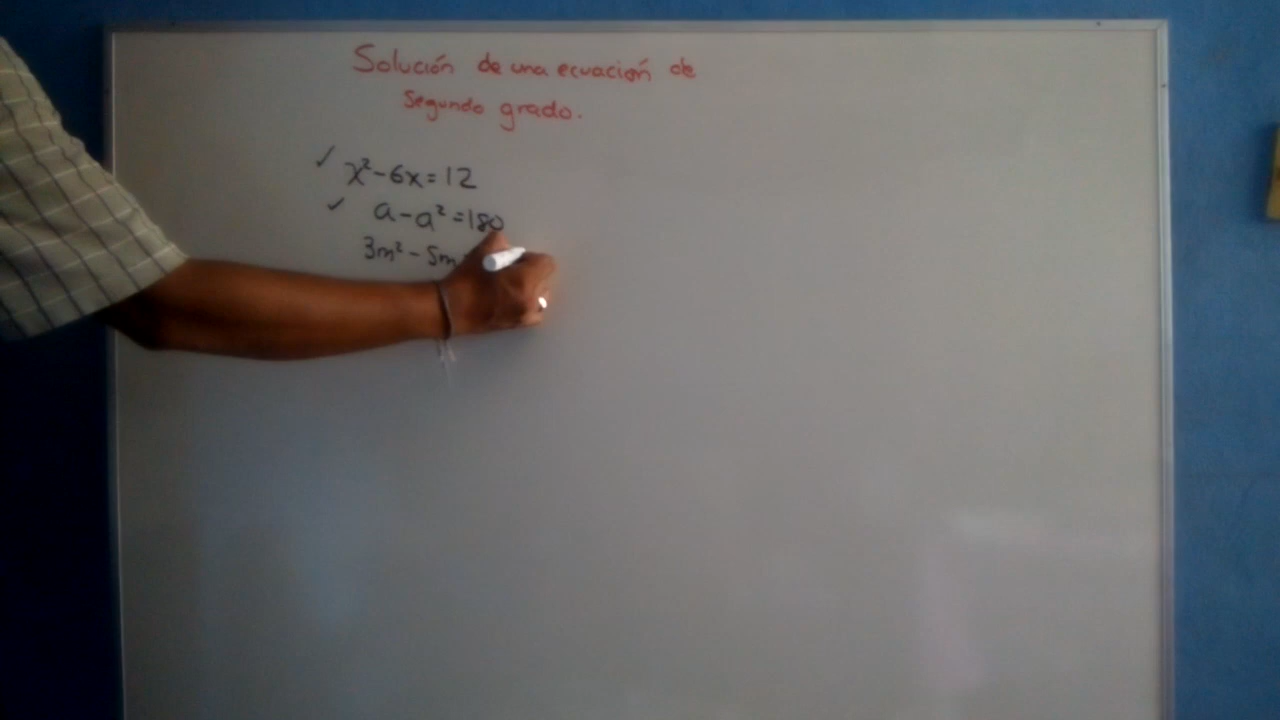 Solución de una ecuación de
segundo grado.
✓ x²-6x=12
✓ a-a²=180
3m²-5m